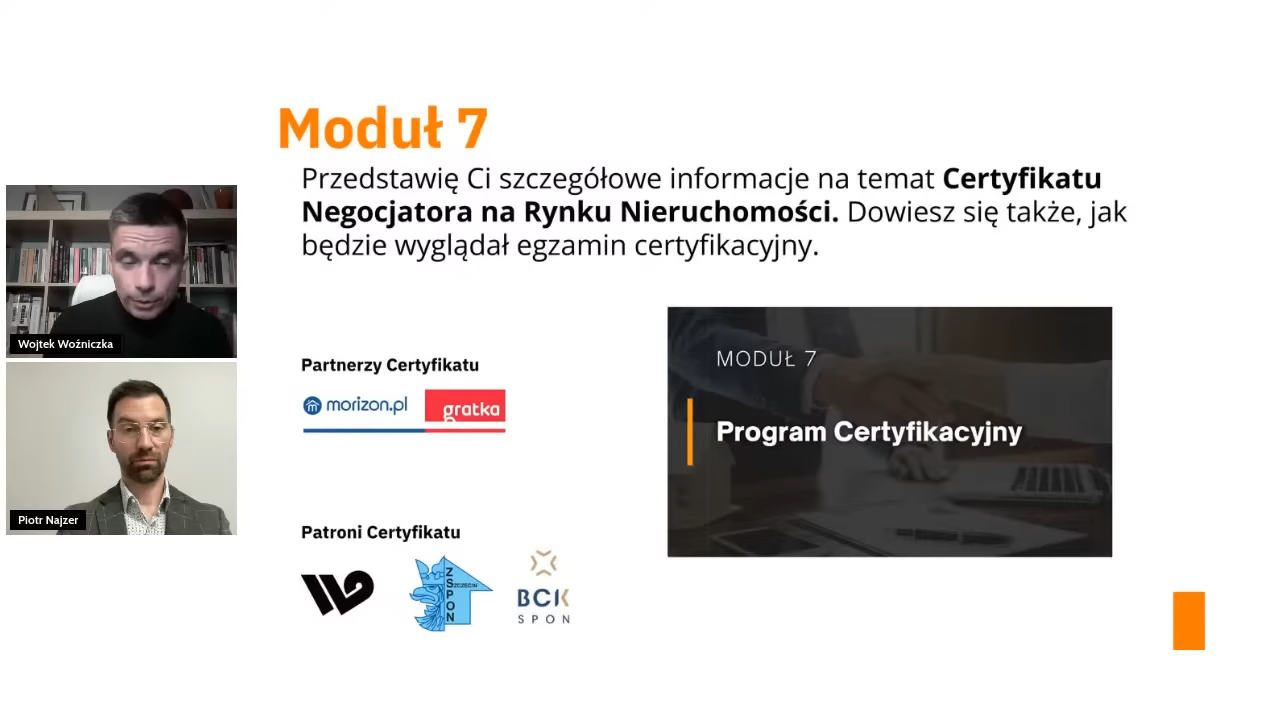 Moduł 7
Przedstawię Ci szczegółowe informacje na temat Certyfikatu
Negocjatora na Rynku Nieruchomości. Dowiesz się także, jak
będzie wyglądał egzamin certyfikacyjny.
Wojtek Woźniczka
Piotr Najzer
Partnerzy Certyfikatu
morizon.pl
gratka
MODUŁ 7
Program Certyfikacyjny
Patroni Certyfikatu
ZSPON
SZCZECIN
BCK
SPON